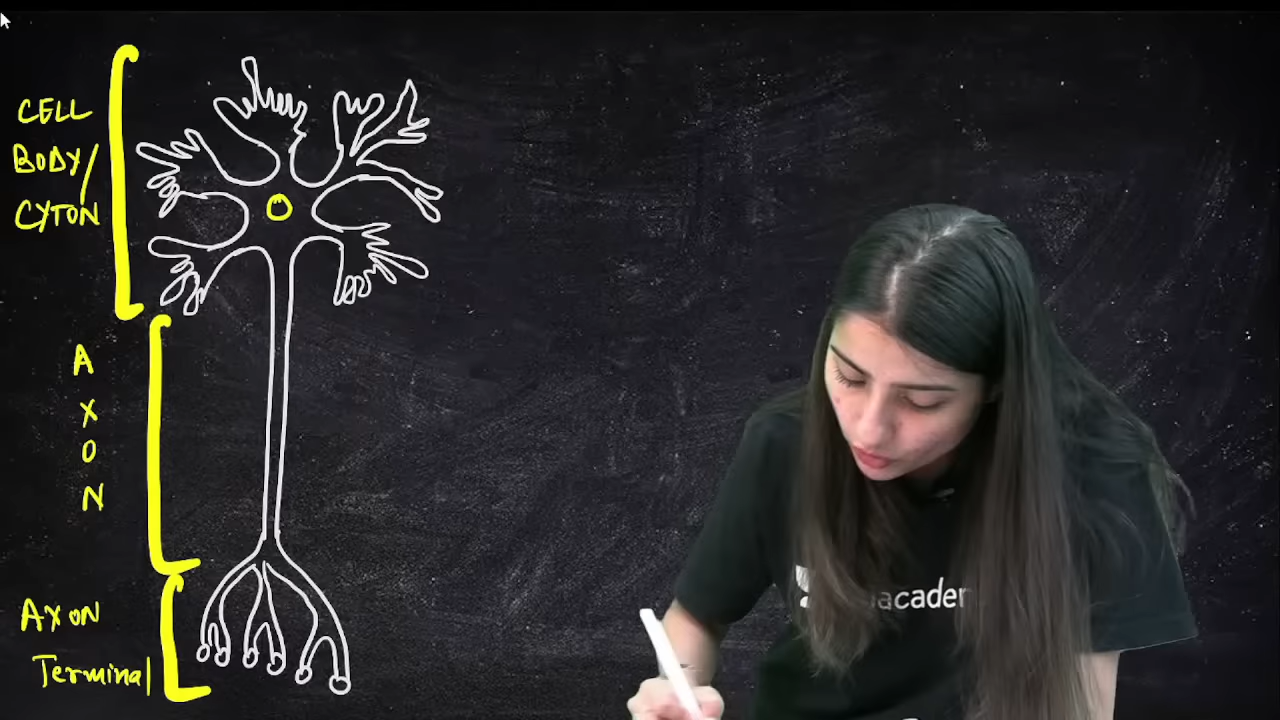 CELL
BODY/
CYTON
A
X
O
N
AXON
Terminal